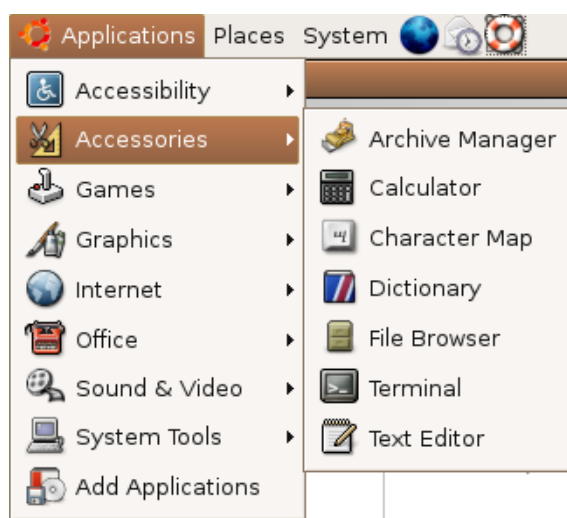 Applications Places System
Accessibility
Accessories
Games
Graphics
Internet
Office
Sound & Video
System Tools
Add Applications
Archive Manager
Calculator
Character Map
Dictionary
File Browser
Terminal
Text Editor